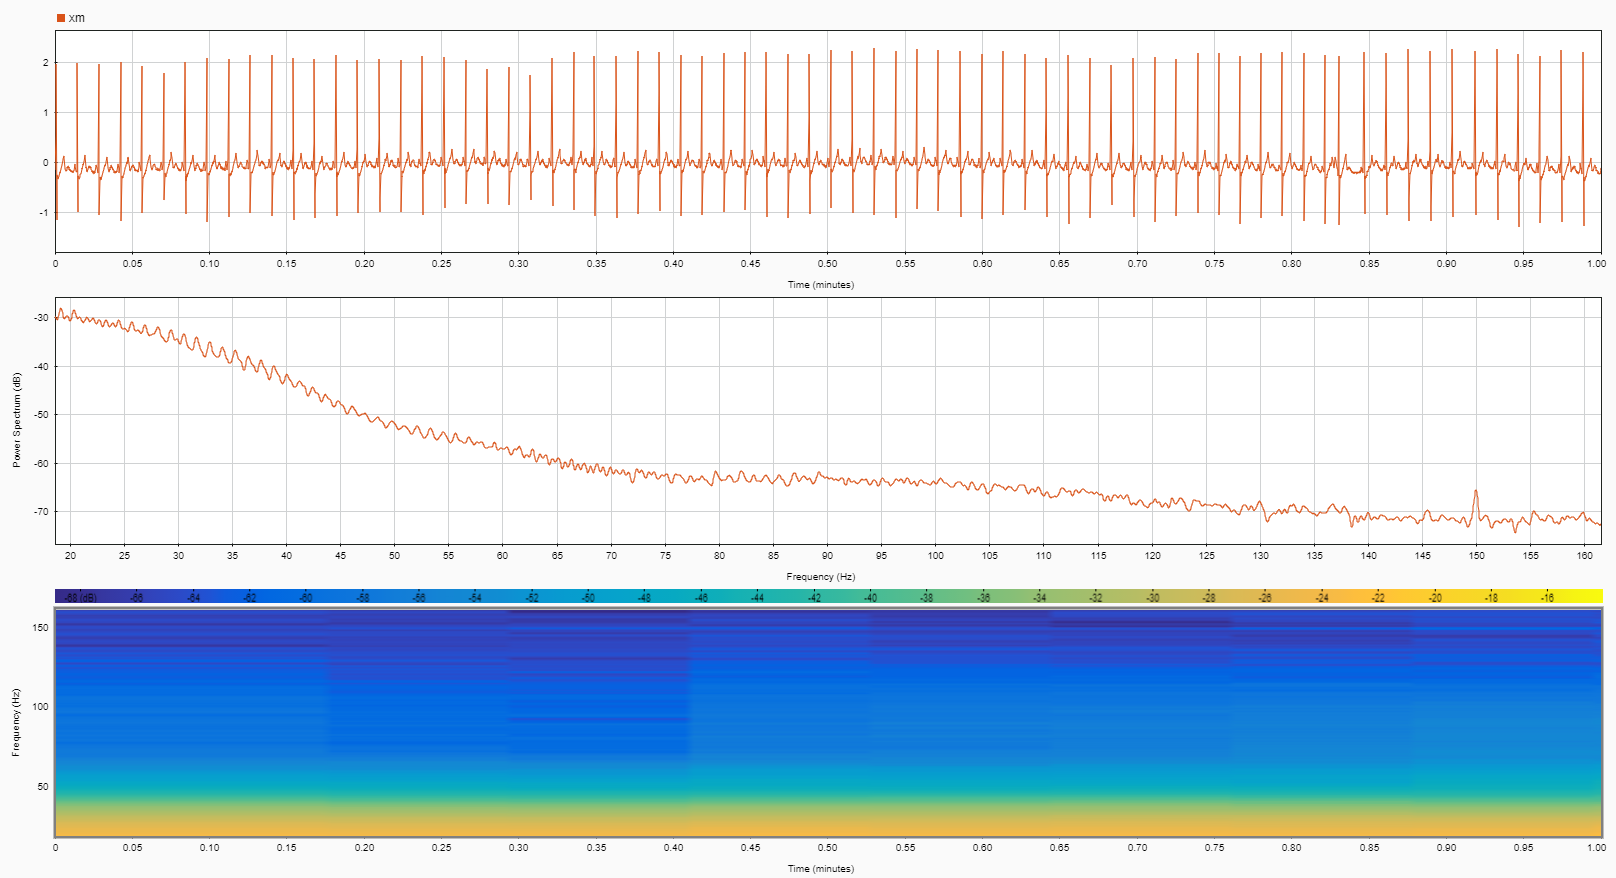 xm
2
1
0
-1
0 0.05 0.10 0.15 0.20 0.25 0.30 0.35 0.40 0.45 0.50 0.55 0.60 0.65 0.70 0.75 0.80 0.85 0.90 0.95 1.00
Time (minutes)
Power Spectrum (dB)
-30
-40
-50
-60
-70
20 25 30 35 40 45 50 55 60 65 70 75 80 85 90 95 100 105 110 115 120 125 130 135 140 145 150 155 160
Frequency (Hz)
-68 (dB) -66 -64 -62 -60 -58 -56 -54 -52 -50 -48 -46 -44 -42 -40 -38 -36 -34 -32 -30 -28 -26 -24 -22 -20 -18 -16
Frequency (Hz)
150
100
50
0 0.05 0.10 0.15 0.20 0.25 0.30 0.35 0.40 0.45 0.50 0.55 0.60 0.65 0.70 0.75 0.80 0.85 0.90 0.95 1.00
Time (minutes)